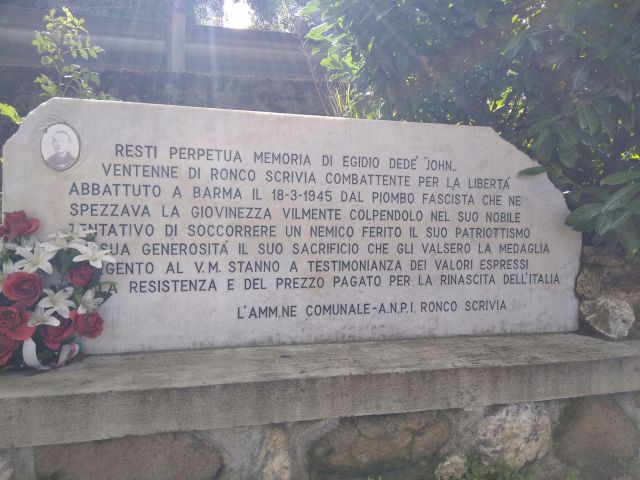 RESTI PERPETUA MEMORIA DI EGIDIO DEDE' "JOHN„
VENTENNE DI RONCO SCRIVIA COMBATTENTE PER LA LIBERTÀ
ABBATTUTO A BARMA IL 18-3-1945 DAL PIOMBO FASCISTA CHE NE
SPEZZAVA LA GIOVINEZZA VILMENTE COLPENDOLO NEL SUO NOBILE
TENTATIVO DI SOCCORRERE UN NEMICO FERITO IL SUO PATRIOTTISMO
SUA GENEROSITÀ IL SUO SACRIFICIO CHE GLI VALSERO LA MEDAGLIA
ARGENTO AL V.M. STANNO A TESTIMONIANZA DEI VALORI ESPRESSI
RESISTENZA E DEL PREZZO PAGATO PER LA RINASCITA DELL'ITALIA
L'AMM.NE COMUNALE-A.N.P.I. RONCO SCRIVIA